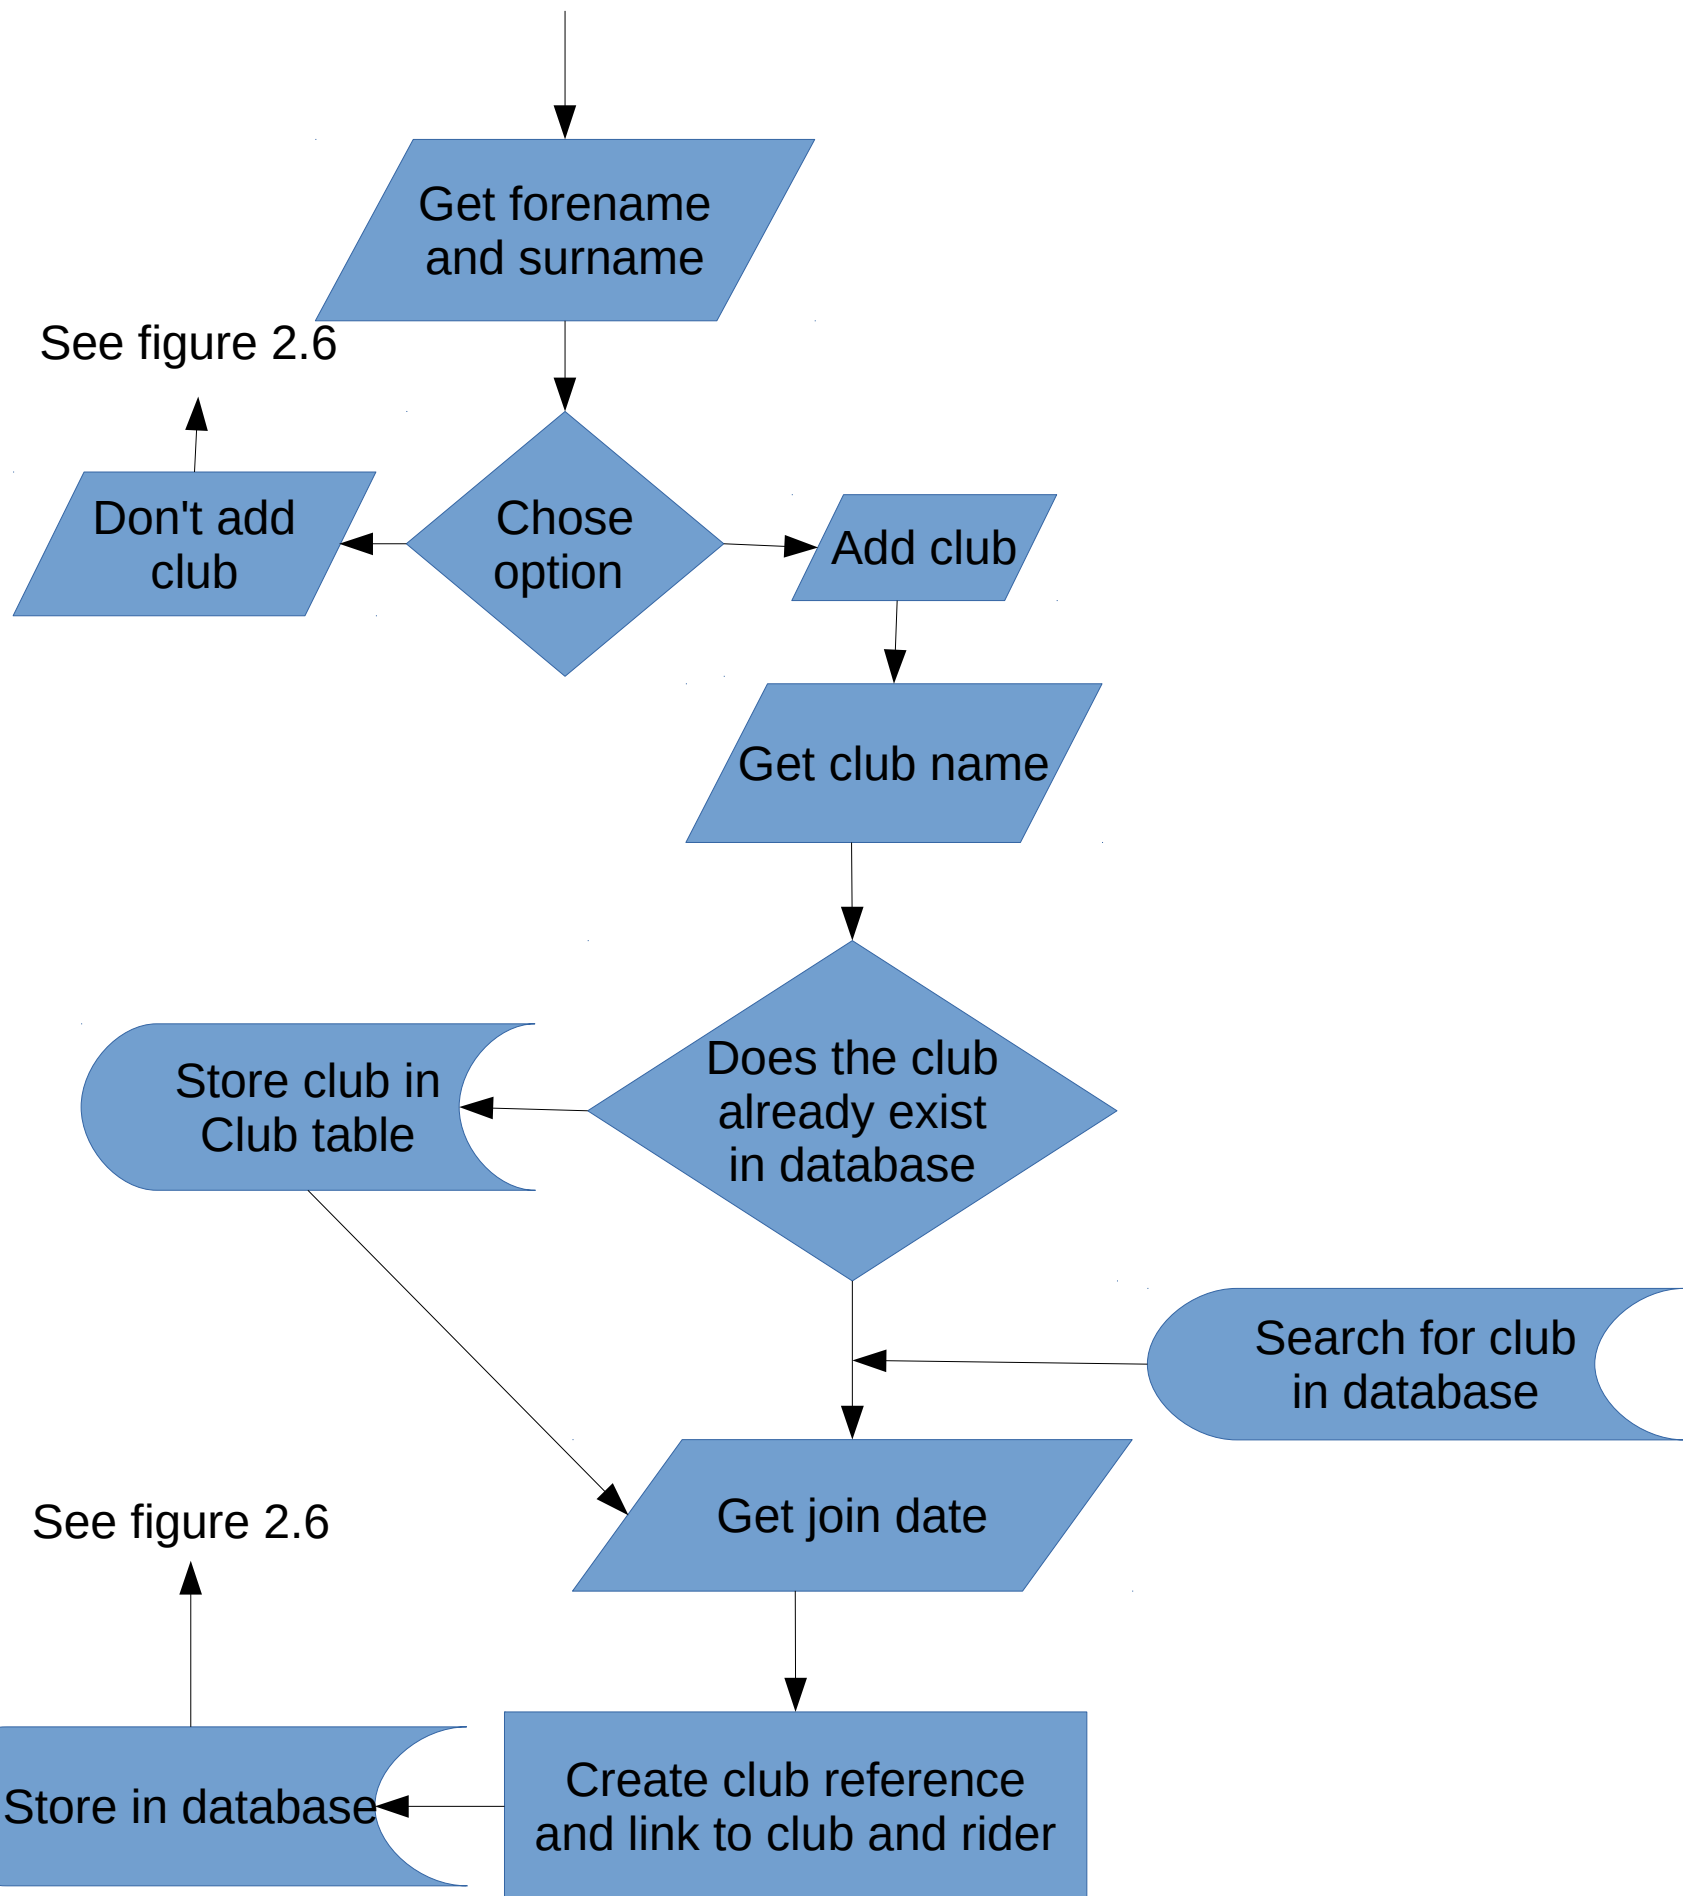 Get forename
and surname
See figure 2.6
Don't add
club
Chose
option
Add club
Get club name
Does the club
already exist
in database
Store club in
Club table
Search for club
in database
Get join date
See figure 2.6
Create club reference
and link to club and rider
Store in database